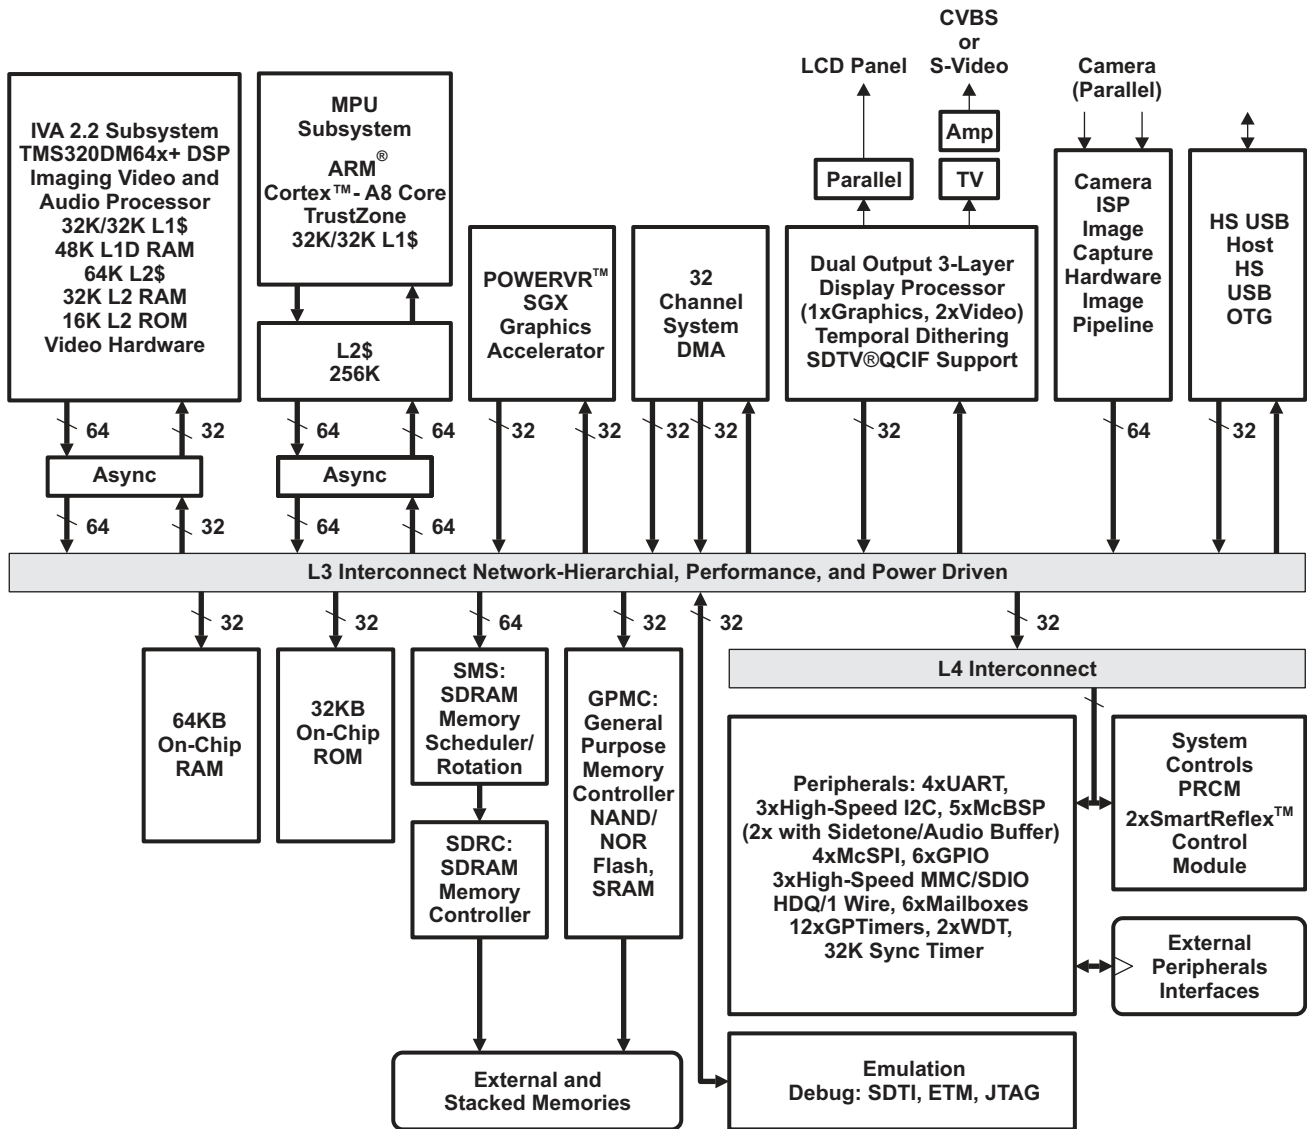 CVBS
or
S-Video
LCD Panel
Camera
(Parallel)
Amp
Parallel
TV
IVA 2.2 Subsystem
TMS320DM64x+ DSP
Imaging Video and
Audio Processor
32K/32K L1$
48K L1D RAM
64K L2$
32K L2 RAM
16K L2 ROM
Video Hardware
MPU
Subsystem
ARM®
Cortex™- A8 Core
TrustZone
32K/32K L1$
L2$
256K
POWERVR™
SGX
Graphics
Accelerator
32
Channel
System
DMA
Dual Output 3-Layer
Display Processor
(1xGraphics, 2xVideo)
Temporal Dithering
SDTV®QCIF Support
Camera
ISP
Image
Capture
Hardware
Image
Pipeline
HS USB
Host
HS
USB
OTG
64
32
64
64
32
32
32
32
32
64
32
Async
Async
64
32
64
64
L3 Interconnect Network-Hierarchial, Performance, and Power Driven
32
32
64
32
32
32
64KB
On-Chip
RAM
32KB
On-Chip
ROM
SMS:
SDRAM
Memory
Scheduler/
Rotation
SDRC:
SDRAM
Memory
Controller
GPMC:
General
Purpose
Memory
Controller
NAND/
NOR
Flash,
SRAM
L4 Interconnect
Peripherals: 4xUART,
3xHigh-Speed I2C, 5xMcBSP
(2x with Sidetone/Audio Buffer)
4xMcSPI, 6xGPIO
3xHigh-Speed MMC/SDIO
HDQ/1 Wire, 6xMailboxes
12xGPTimers, 2xWDT,
32K Sync Timer
System
Controls
PRCM
2xSmartReflex™
Control
Module
External
Peripherals
Interfaces
External and
Stacked Memories
Emulation
Debug: SDTI, ETM, JTAG